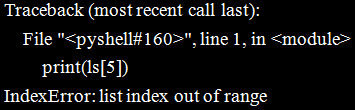 Traceback (most recent call last):
File "<pyshell#160>", line 1, in <module>
print(ls[5])
IndexError: list index out of range